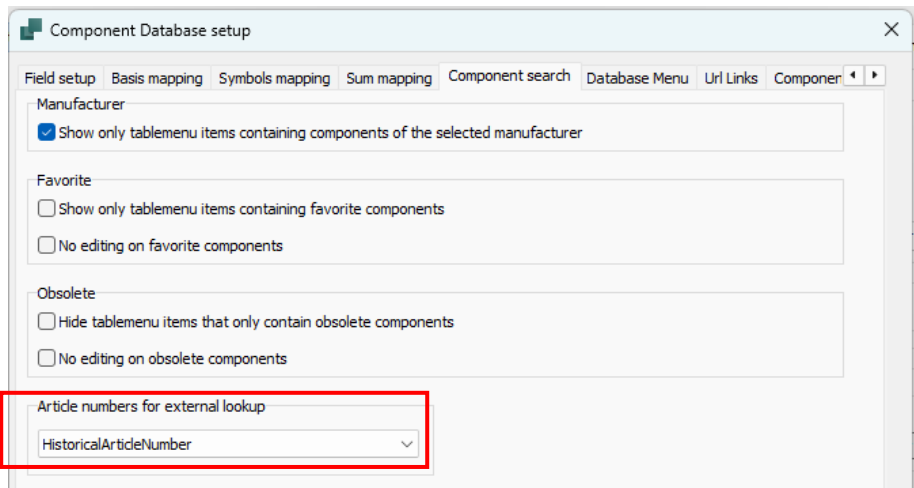 Component Database setup
Field setup Basis mapping Symbols mapping Sum mapping Component search Database Menu Url Links Componen
Manufacturer
Show only tablemenu items containing components of the selected manufacturer
Favorite
Show only tablemenu items containing favorite components
No editing on favorite components
Obsolete
Hide tablemenu items that only contain obsolete components
No editing on obsolete components
Article numbers for external lookup
HistoricalArticleNumber